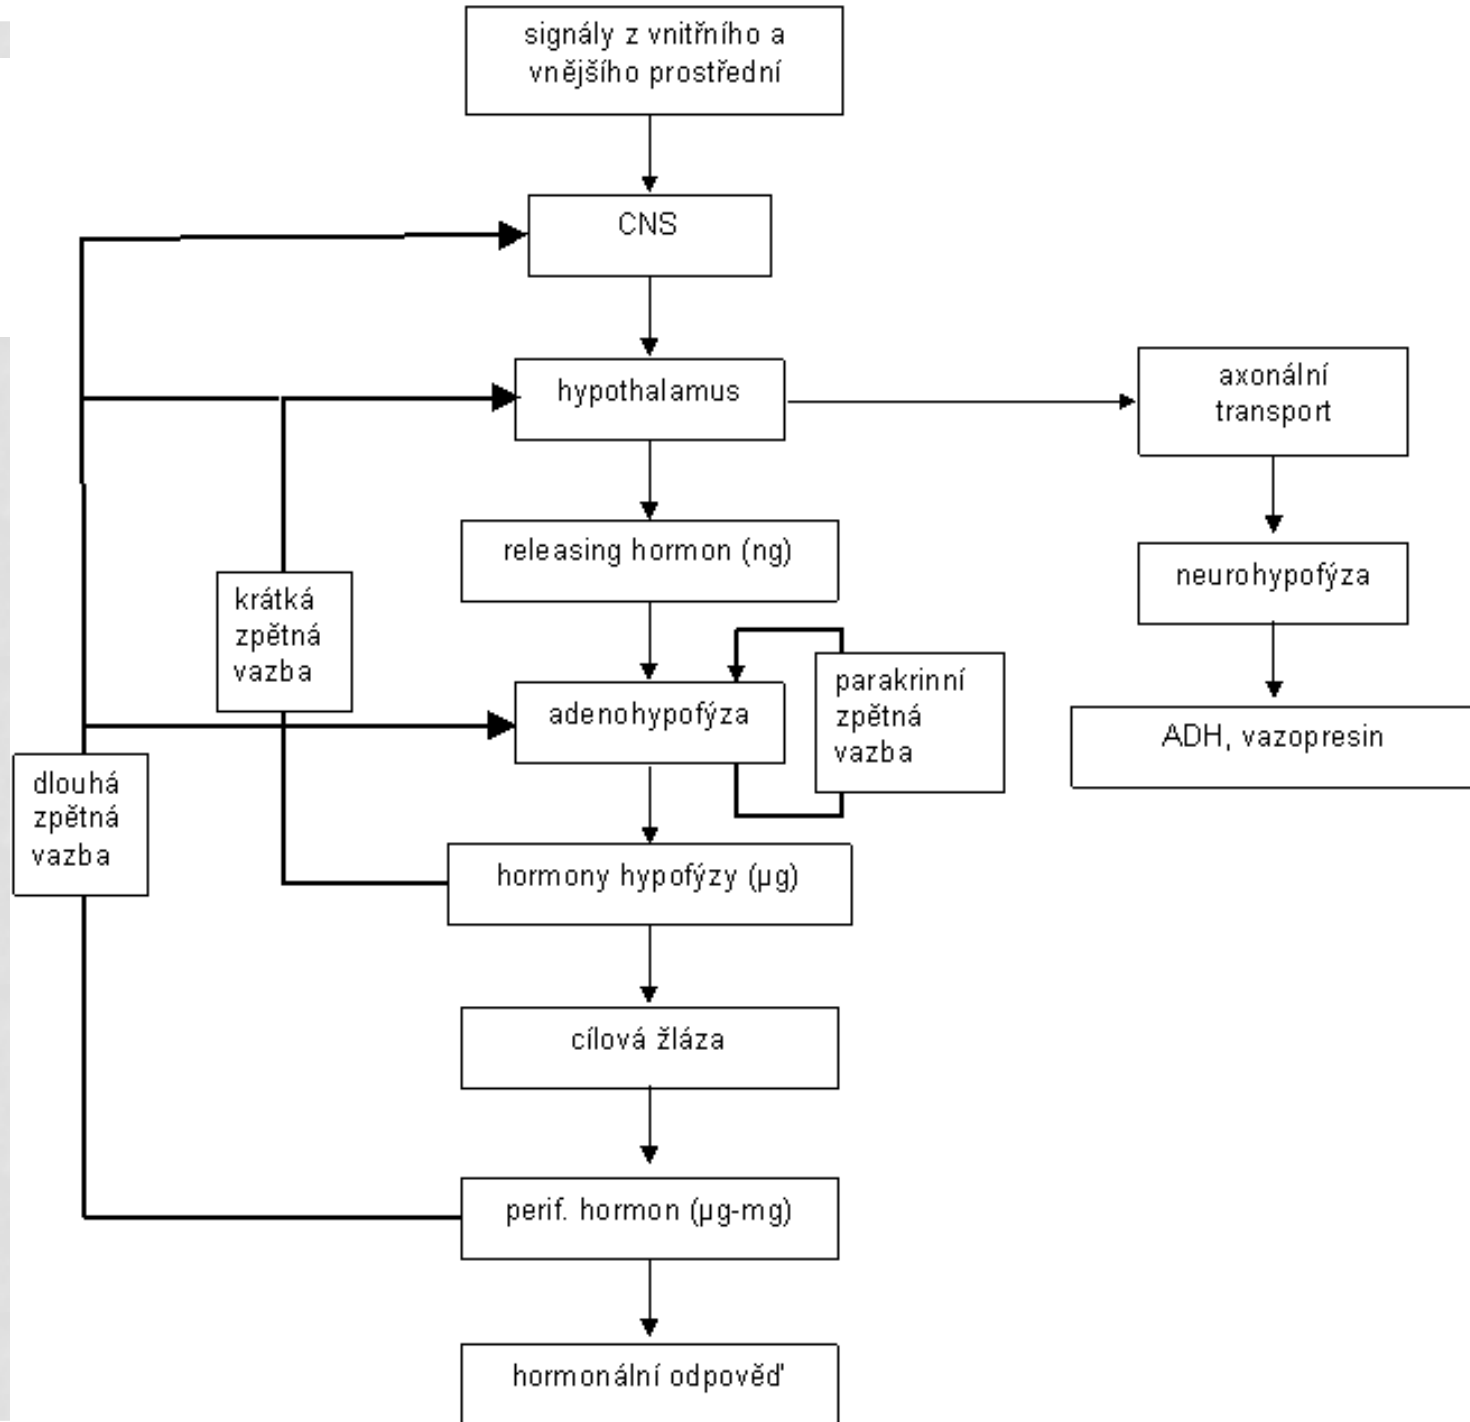 signály z vnitřního a
vnějšího prostřední
CNS
hypothalamus
axonální
transport
releasing hormon (ng)
neurohypofýza
krátká
zpětná
vazba
adenohypofýza
parakrinní
zpětná
vazba
ADH, vazopresin
dlouhá
zpětná
vazba
hormony hypofýzy (µg)
cílová žláza
perif. hormon (µg-mg)
hormonální odpověď